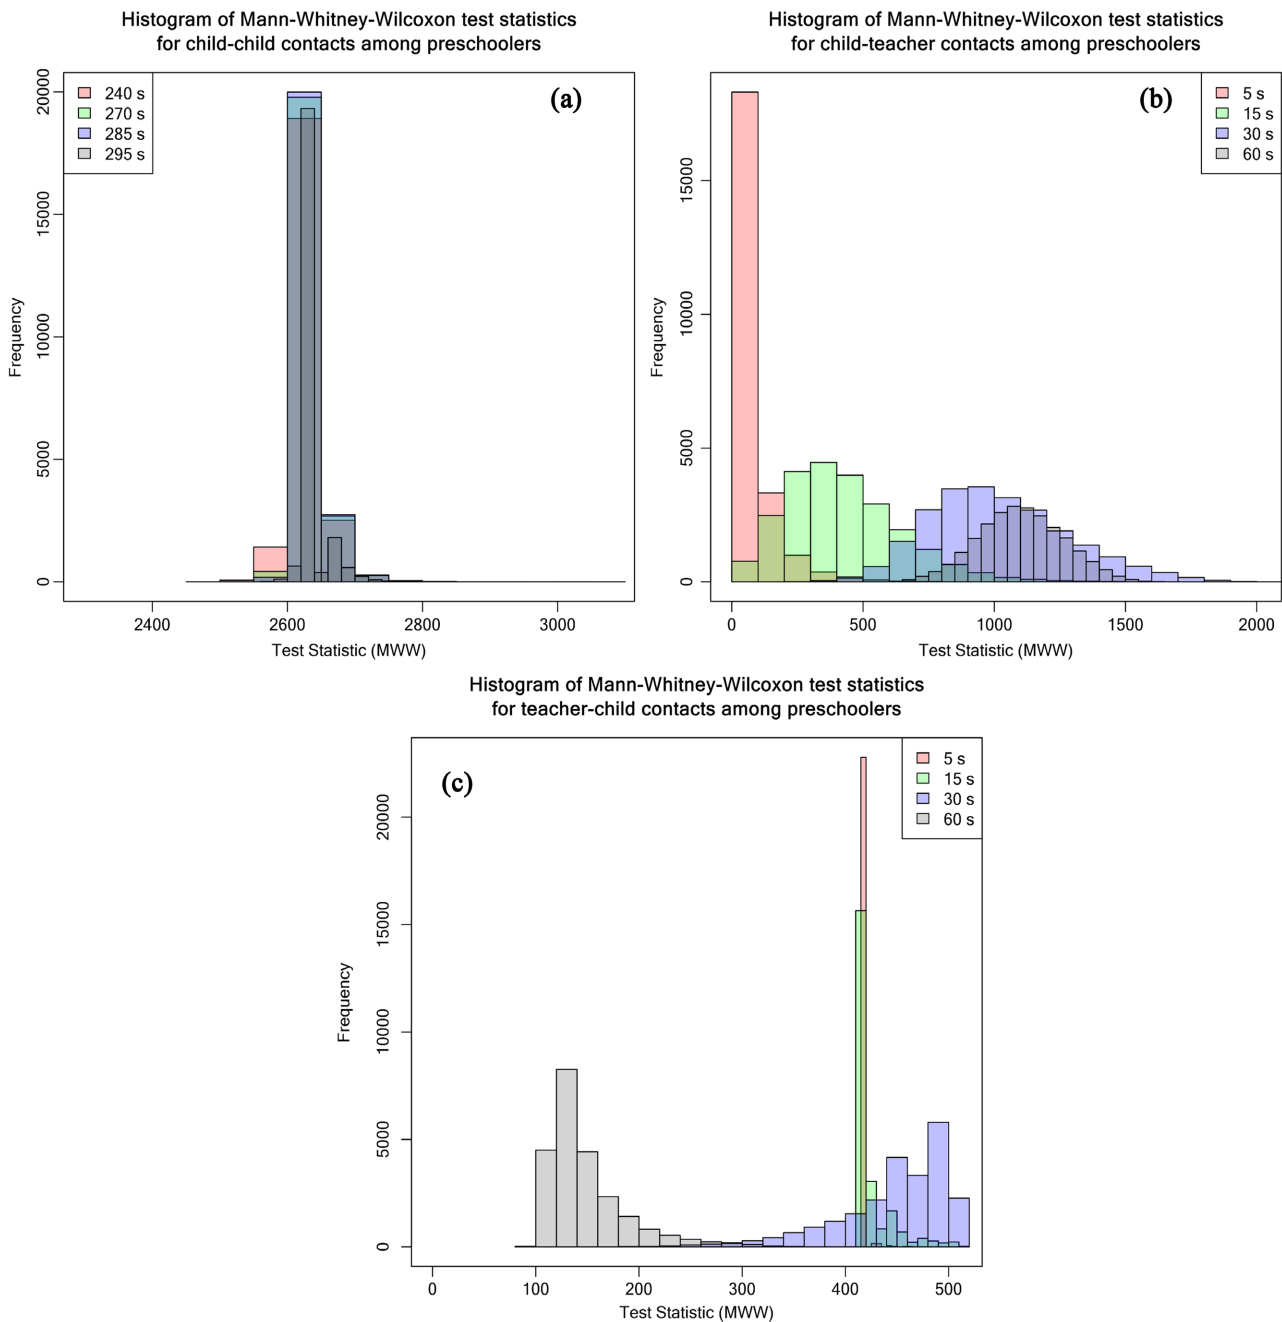 Histogram of Mann-Whitney-Wilcoxon test statistics
for child-child contacts among preschoolers
240 s
270 s
285 s
295 s
(a)
Frequency
0
5000
10000
15000
20000
2400
2600
2800
3000
Test Statistic (MWW)
Histogram of Mann-Whitney-Wilcoxon test statistics
for child-teacher contacts among preschoolers
(b)
5 s
15 s
30 s
60 s
Frequency
0
5000
10000
15000
0
500
1000
1500
2000
Test Statistic (MWW)
Histogram of Mann-Whitney-Wilcoxon test statistics
for teacher-child contacts among preschoolers
(c)
5 s
15 s
30 s
60 s
Frequency
0
5000
10000
15000
20000
0
100
200
300
400
500
Test Statistic (MWW)